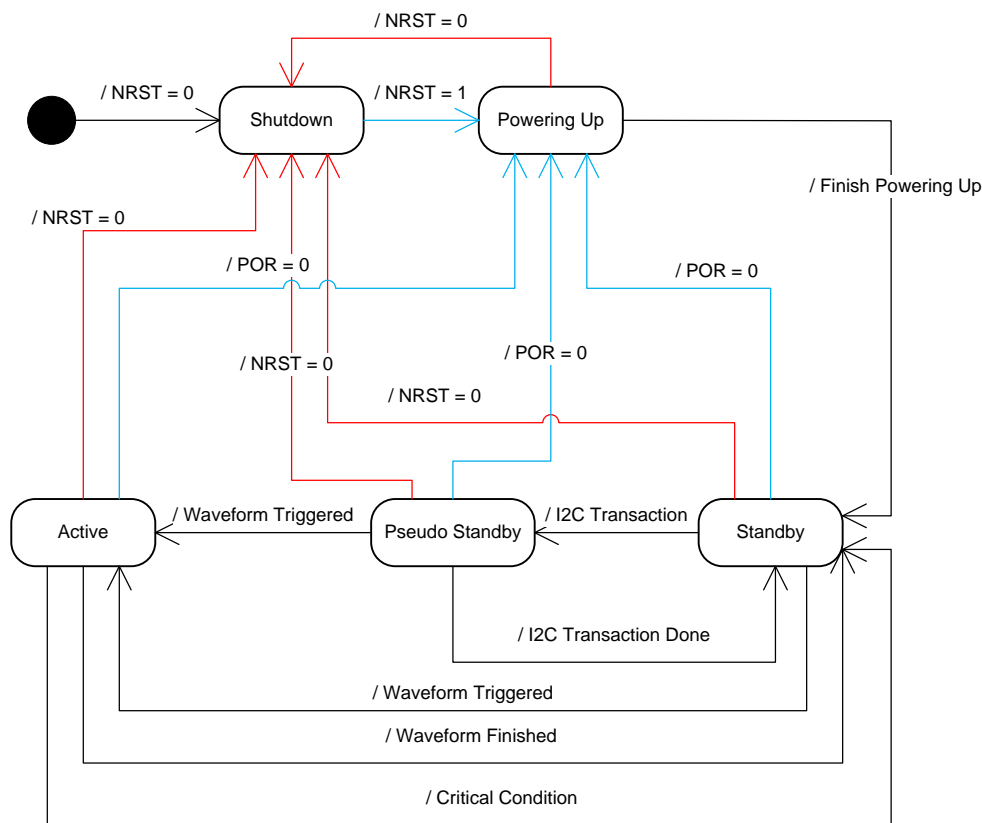 / NRST = 0
/ NRST = 0
/ NRST = 1
Shutdown
Powering Up
/ Finish Powering Up
/ NRST = 0
/ POR = 0
/ POR = 0
/ POR = 0
/ NRST = 0
/ NRST = 0
/ Waveform Triggered
/ I2C Transaction
Active
Pseudo Standby
Standby
/ I2C Transaction Done
/ Waveform Triggered
/ Waveform Finished
/ Critical Condition